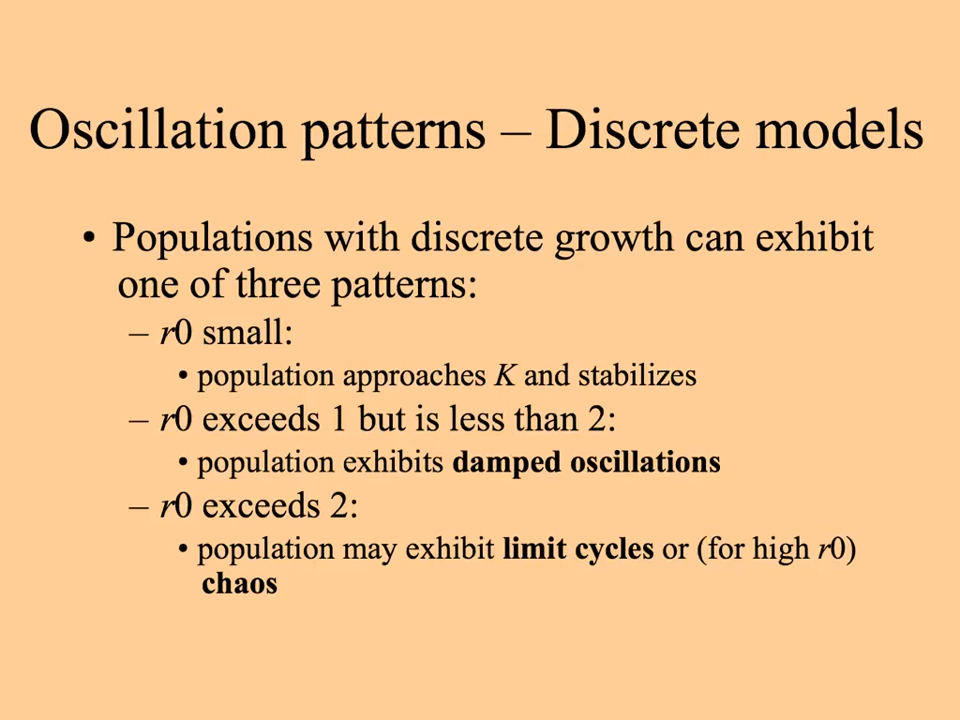 Oscillation patterns – Discrete models
• Populations with discrete growth can exhibit
one of three patterns:
– r0 small:
• population approaches K and stabilizes
– r0 exceeds 1 but is less than 2:
• population exhibits damped oscillations
– r0 exceeds 2:
• population may exhibit limit cycles or (for high r0)
chaos